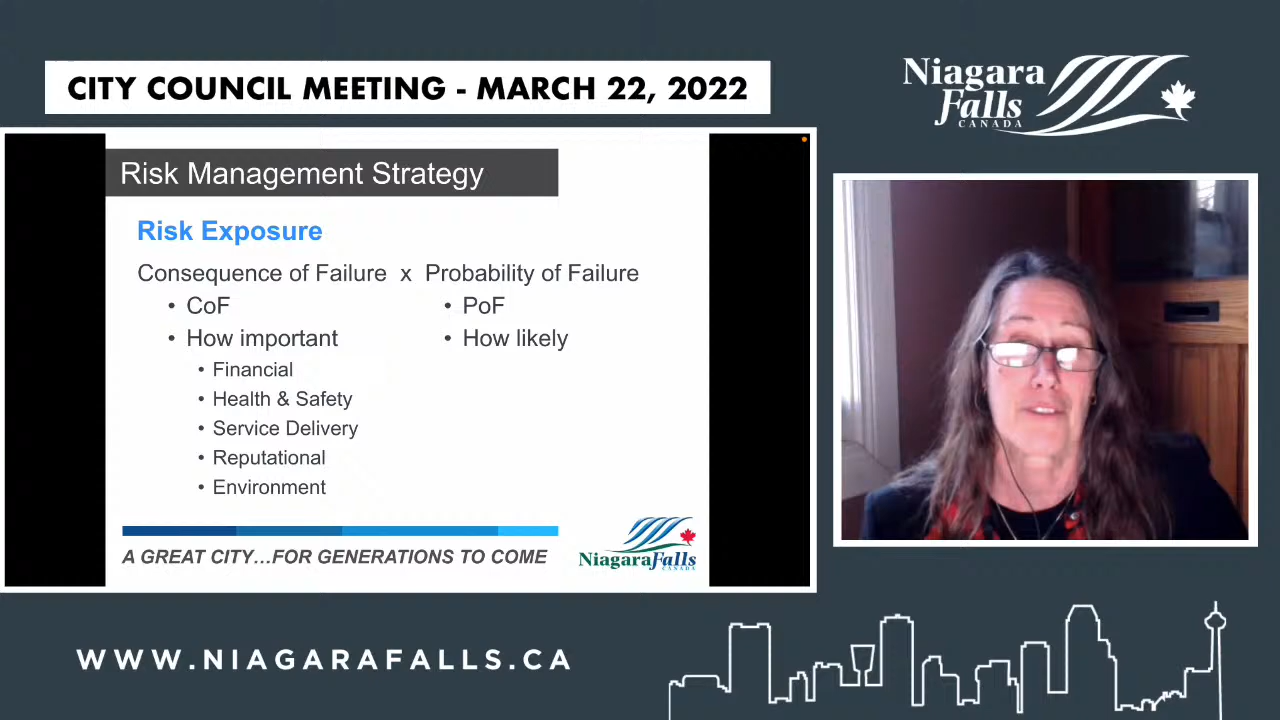 CITY COUNCIL MEETING - MARCH 22, 2022
Niagara
Falls
CANADA
Risk Management Strategy
Risk Exposure
Consequence of Failure x Probability of Failure
• CoF
• How important
• Financial
• Health & Safety
• Service Delivery
• Reputational
• Environment
• PoF
• How likely
A GREAT CITY...FOR GENERATIONS TO COME
NiagaraFalls
CANADA
WWW.NIAGARAFALLS.CA